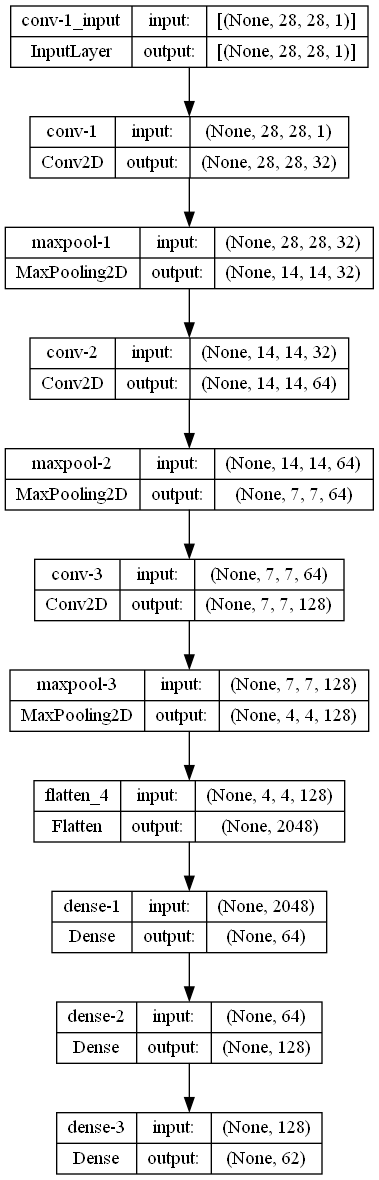 conv-1_input input: [(None, 28, 28, 1)]
InputLayer output: [(None, 28, 28, 1)]
conv-1 input: (None, 28, 28, 1)
Conv2D output: (None, 28, 28, 32)
maxpool-1 input: (None, 28, 28, 32)
MaxPooling2D output: (None, 14, 14, 32)
conv-2 input: (None, 14, 14, 32)
Conv2D output: (None, 14, 14, 64)
maxpool-2 input: (None, 14, 14, 64)
MaxPooling2D output: (None, 7, 7, 64)
conv-3 input: (None, 7, 7, 64)
Conv2D output: (None, 7, 7, 128)
maxpool-3 input: (None, 7, 7, 128)
MaxPooling2D output: (None, 4, 4, 128)
flatten_4 input: (None, 4, 4, 128)
Flatten output: (None, 2048)
dense-1 input: (None, 2048)
Dense output: (None, 64)
dense-2 input: (None, 64)
Dense output: (None, 128)
dense-3 input: (None, 128)
Dense output: (None, 62)